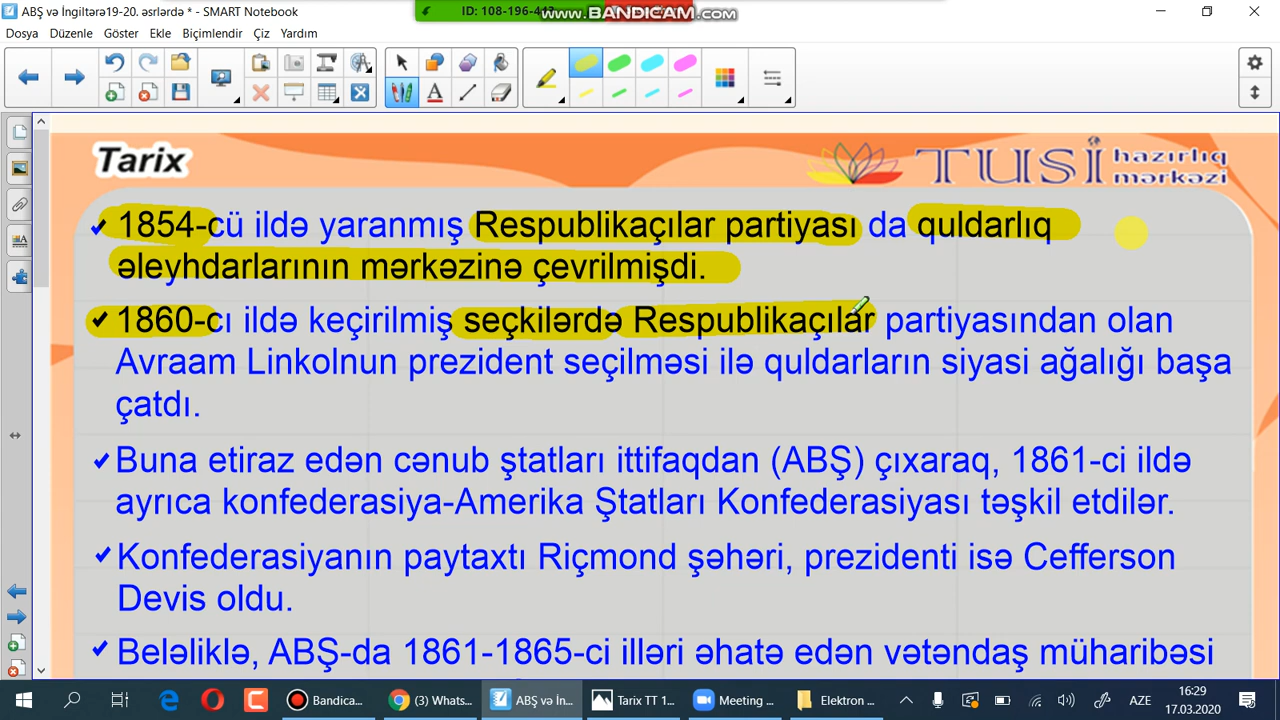 ABŞ və İngiltərə19-20. əsrlərdə * - SMART Notebook
ID: 108-196-443
www.BANDICAM.com
Dosya Düzenle Göster Ekle Biçimlendir Çiz Yardım
Tarix
TUSİ hazırlıq mərkəzi
1854-cü ildə yaranmış Respublikaçılar partiyası da quldarlıq
əleyhdarlarının mərkəzinə çevrilmişdi.
1860-cı ildə keçirilmiş seçkilərdə Respublikaçılar partiyasından olan
Avraam Linkolnun prezident seçilməsi ilə quldarların siyasi ağalığı başa
çatdı.
Buna etiraz edən cənub ştatları ittifaqdan (ABŞ) çıxaraq, 1861-ci ildə
ayrıca konfederasiya-Amerika Ştatları Konfederasiyası təşkil etdilər.
Konfederasiyanın paytaxtı Riçmond şəhəri, prezidenti isə Cefferson
Devis oldu.
Beləliklə, ABŞ-da 1861-1865-ci illəri əhatə edən vətəndaş müharibəsi
Bandica... (3) Whats... ABŞ və İn... Tarix TT 1... Meeting ... Elektron ... AZE 16:29
17.03.2020